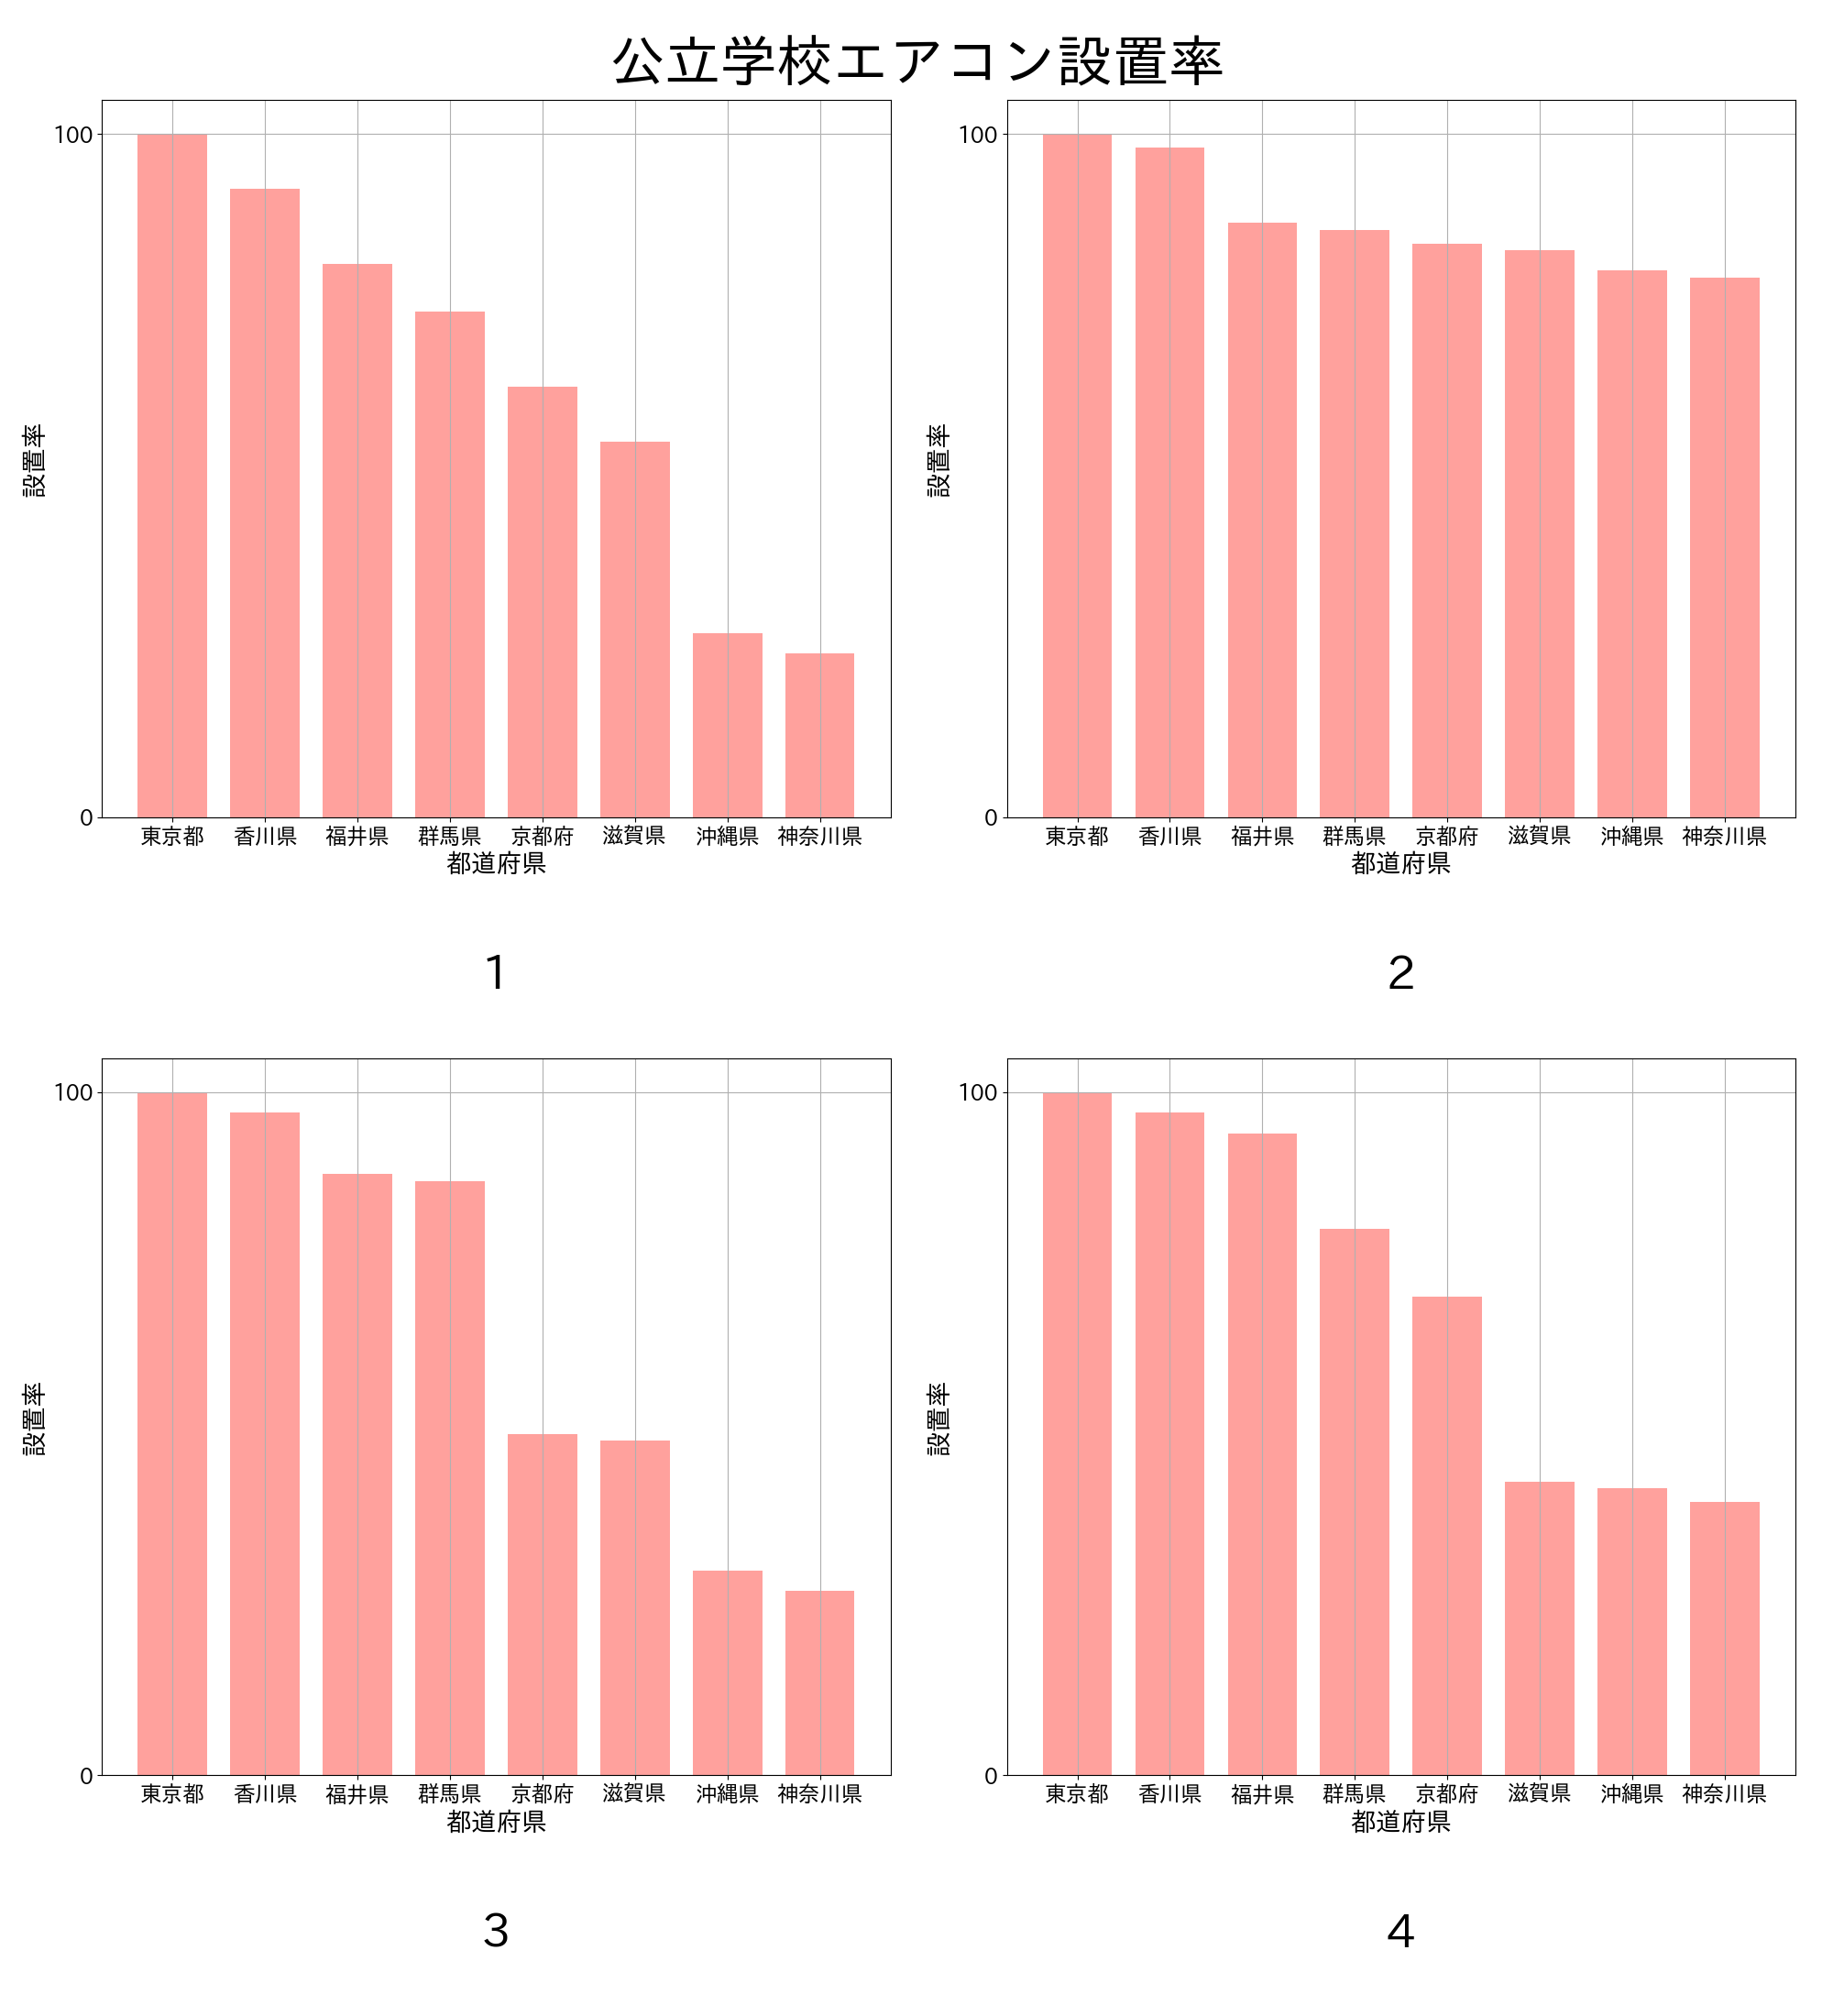 公立学校エアコン設置率
100
0
設置率
東京都 香川県 福井県 群馬県 京都府 滋賀県 沖縄県 神奈川県
都道府県
1
100
0
設置率
東京都 香川県 福井県 群馬県 京都府 滋賀県 沖縄県 神奈川県
都道府県
2
100
0
設置率
東京都 香川県 福井県 群馬県 京都府 滋賀県 沖縄県 神奈川県
都道府県
3
100
0
設置率
東京都 香川県 福井県 群馬県 京都府 滋賀県 沖縄県 神奈川県
都道府県
4